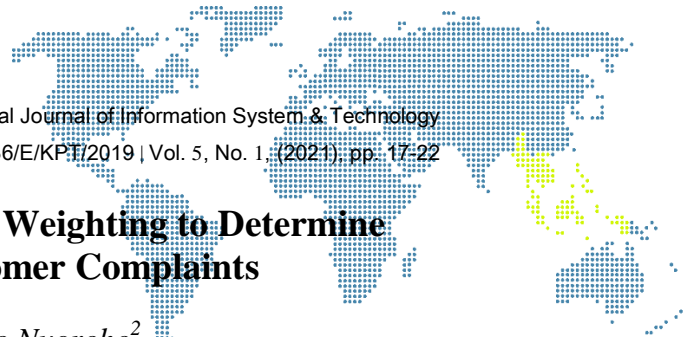 al Journal of Information System & Technology
6/E/KPT/2019 | Vol. 5, No. 1, (2021), pp. 17-22
Weighting to Determine
omer Complaints
Nugroho2